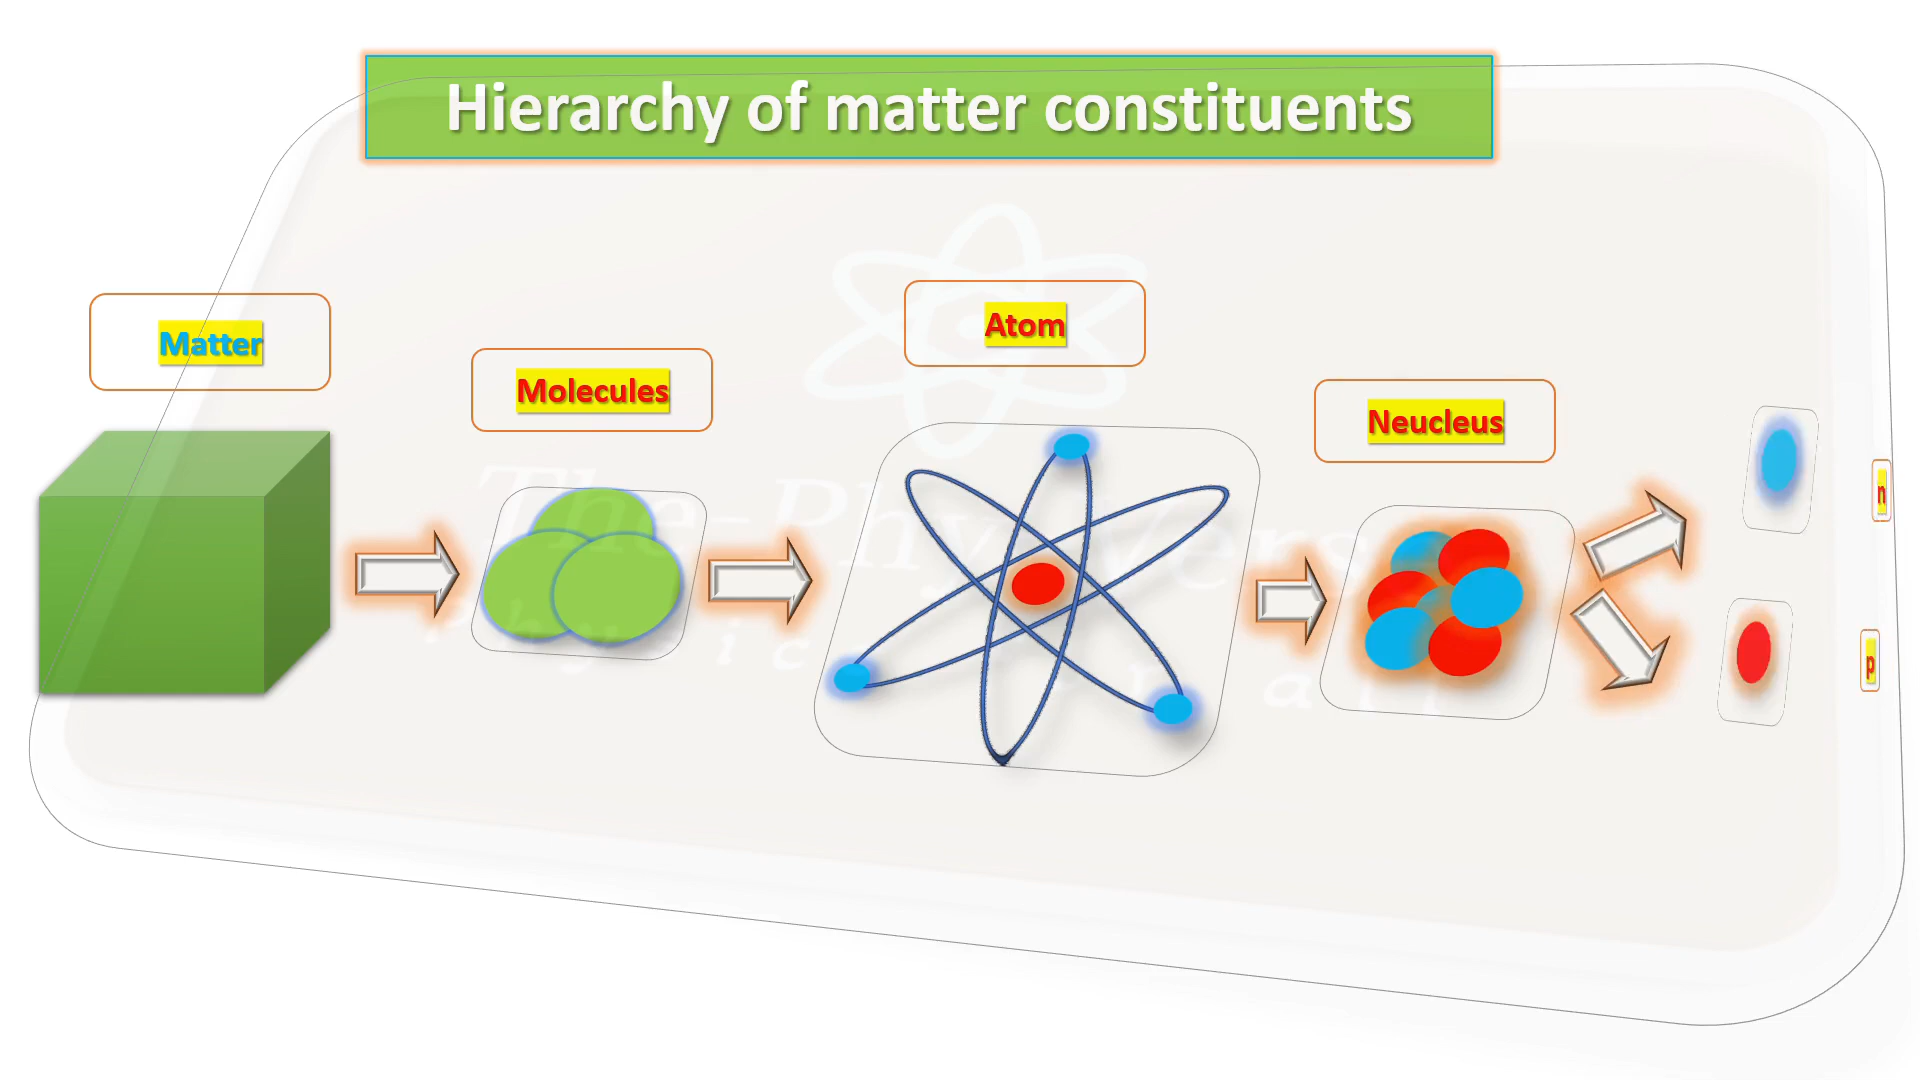 Hierarchy of matter constituents
Matter
Molecules
Atom
Neucleus
n
p